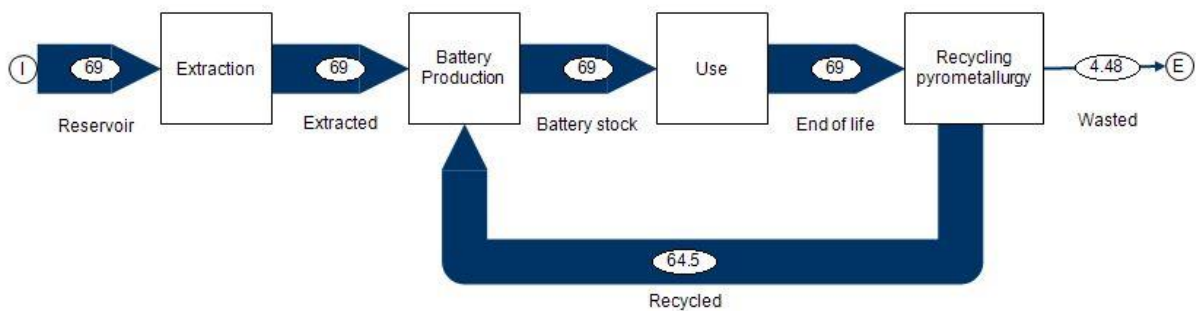 I
69
Extraction
69
Battery
Production
69
Use
69
Recycling
pyrometallurgy
4.48
E
Reservoir
Extracted
Battery stock
End of life
Wasted
64.5
Recycled